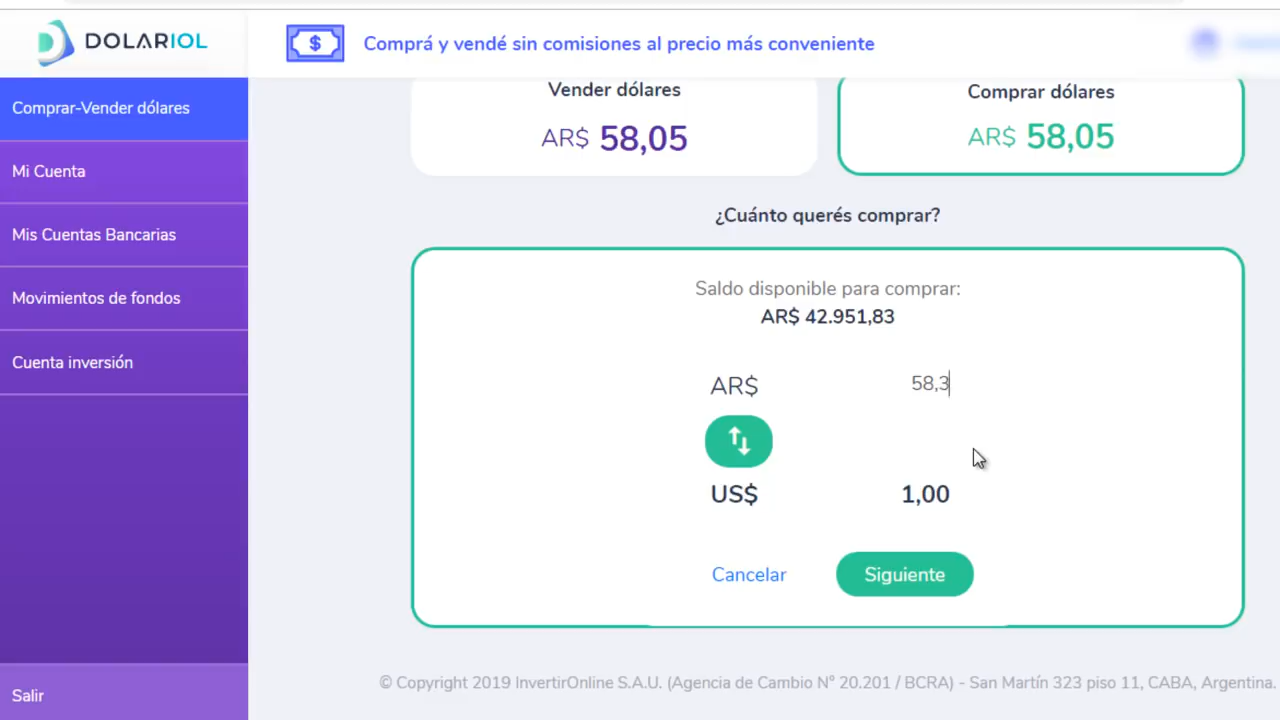 DOLARIOL
$
Comprá y vendé sin comisiones al precio más conveniente
Comprar-Vender dólares
Mi Cuenta
Mis Cuentas Bancarias
Movimientos de fondos
Cuenta inversión
Salir
Vender dólares
AR$ 58,05
Comprar dólares
AR$ 58,05
¿Cuánto querés comprar?
Saldo disponible para comprar:
AR$ 42.951,83
AR$ 58,3
US$ 1,00
Cancelar
Siguiente
© Copyright 2019 InvertirOnline S.A.U. (Agencia de Cambio N° 20.201 / BCRA) - San Martín 323 piso 11, CABA, Argentina.